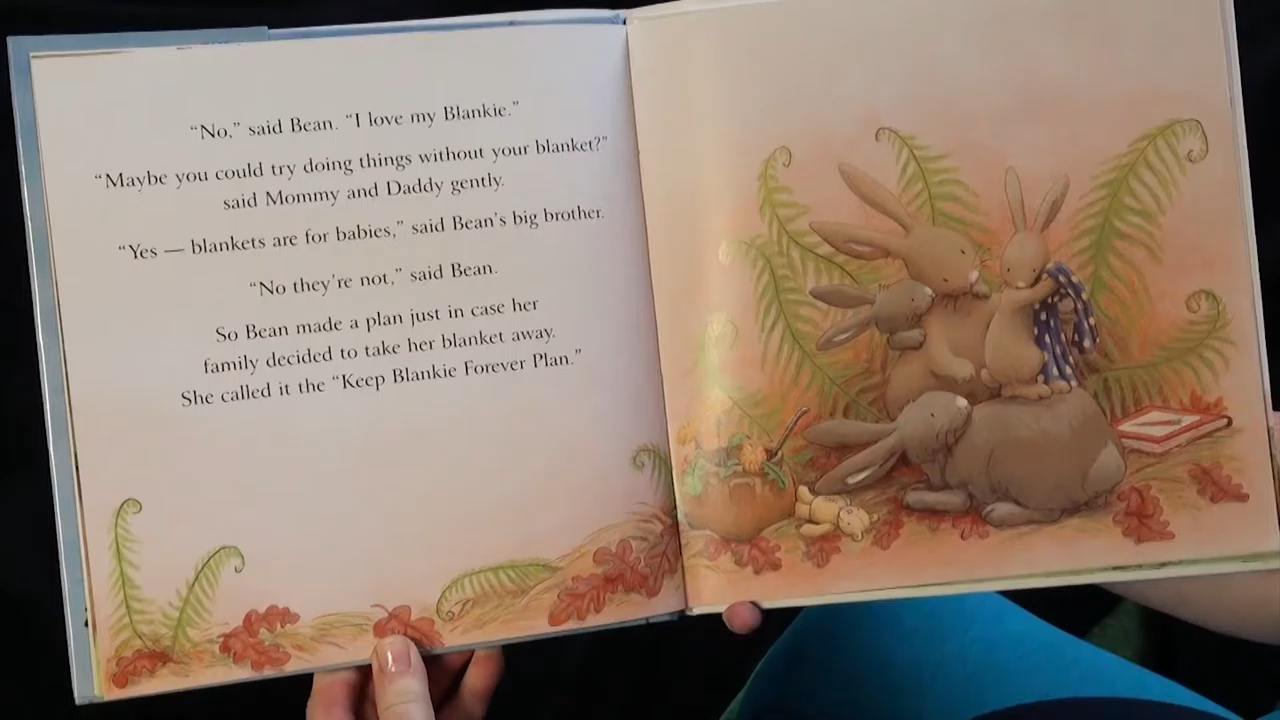 “No,” said Bean. “I love my Blankie.”
“Maybe you could try doing things without your blanket?”
said Mommy and Daddy gently.
“Yes — blankets are for babies,” said Bean’s big brother.
“No they’re not,” said Bean.
So Bean made a plan just in case her
family decided to take her blanket away.
She called it the “Keep Blankie Forever Plan.”